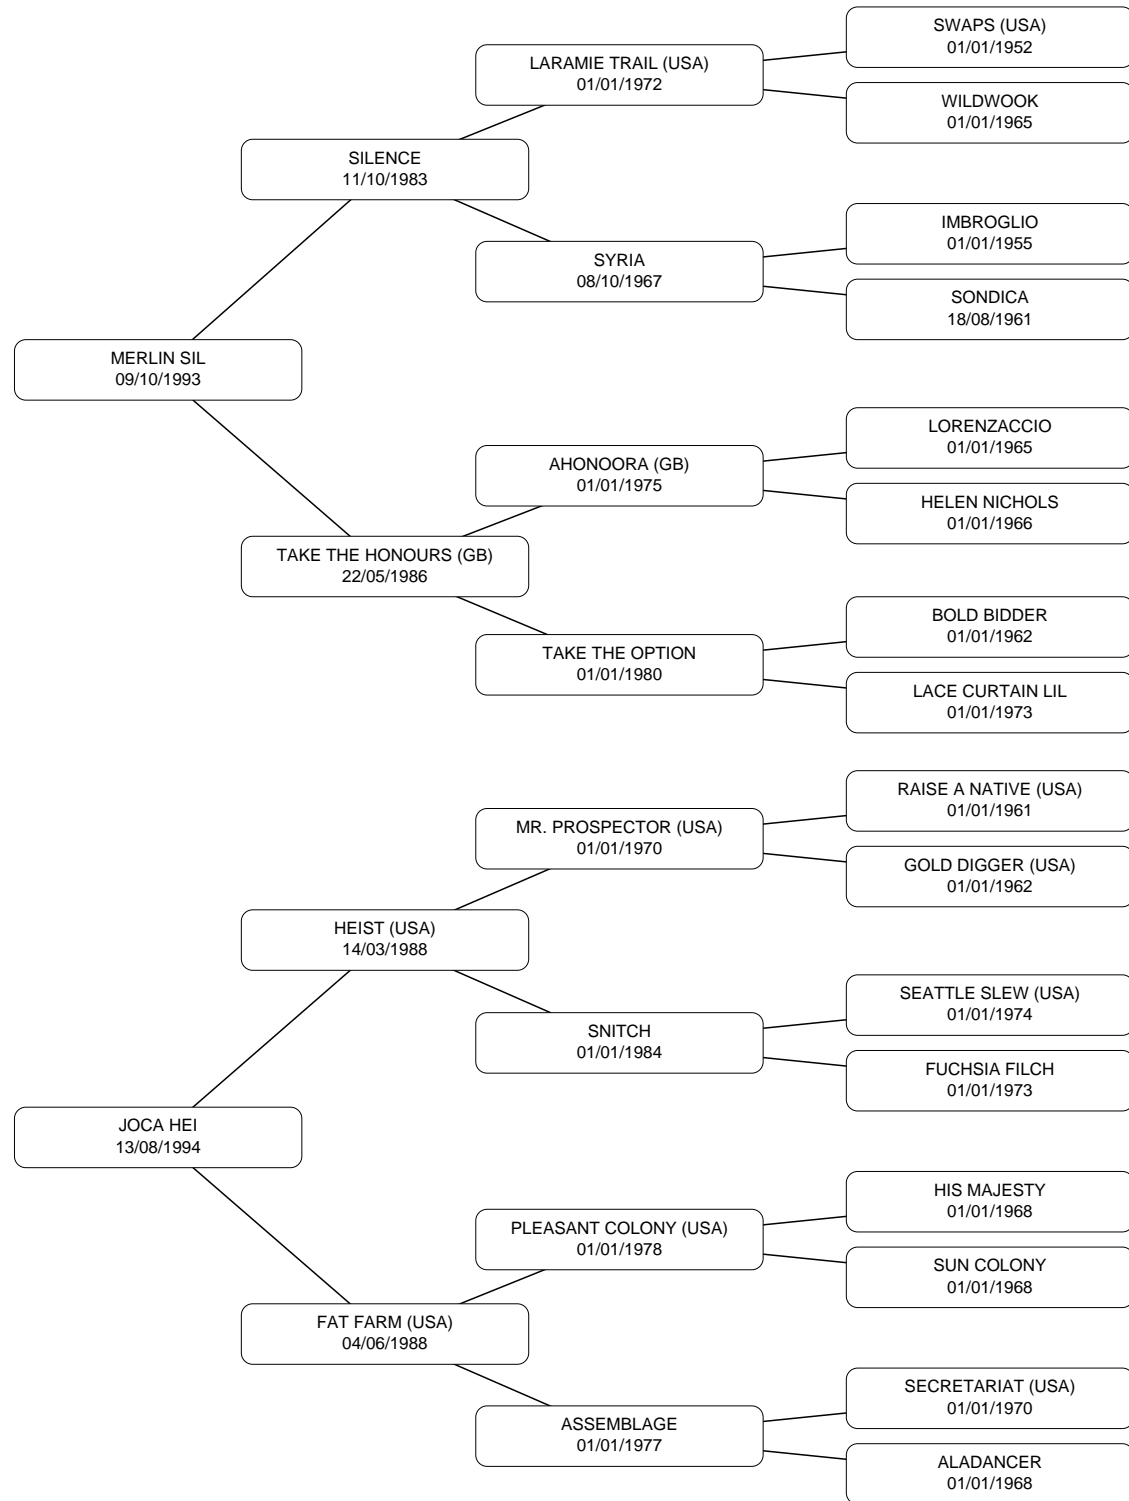 SWAPS (USA)
01/01/1952
LARAMIE TRAIL (USA)
01/01/1972
WILDWOOK
01/01/1965
SILENCE
11/10/1983
IMBROGLIO
01/01/1955
SYRIA
08/10/1967
SONDICA
18/08/1961
MERLIN SIL
09/10/1993
LORENZACCIO
01/01/1965
AHONOORA (GB)
01/01/1975
HELEN NICHOLS
01/01/1966
TAKE THE HONOURS (GB)
22/05/1986
BOLD BIDDER
01/01/1962
TAKE THE OPTION
01/01/1980
LACE CURTAIN LIL
01/01/1973
RAISE A NATIVE (USA)
01/01/1961
MR. PROSPECTOR (USA)
01/01/1970
GOLD DIGGER (USA)
01/01/1962
HEIST (USA)
14/03/1988
SEATTLE SLEW (USA)
01/01/1974
SNITCH
01/01/1984
FUCHSIA FILCH
01/01/1973
JOCA HEI
13/08/1994
HIS MAJESTY
01/01/1968
PLEASANT COLONY (USA)
01/01/1978
SUN COLONY
01/01/1968
FAT FARM (USA)
04/06/1988
SECRETARIAT (USA)
01/01/1970
ASSEMBLAGE
01/01/1977
ALADANCER
01/01/1968